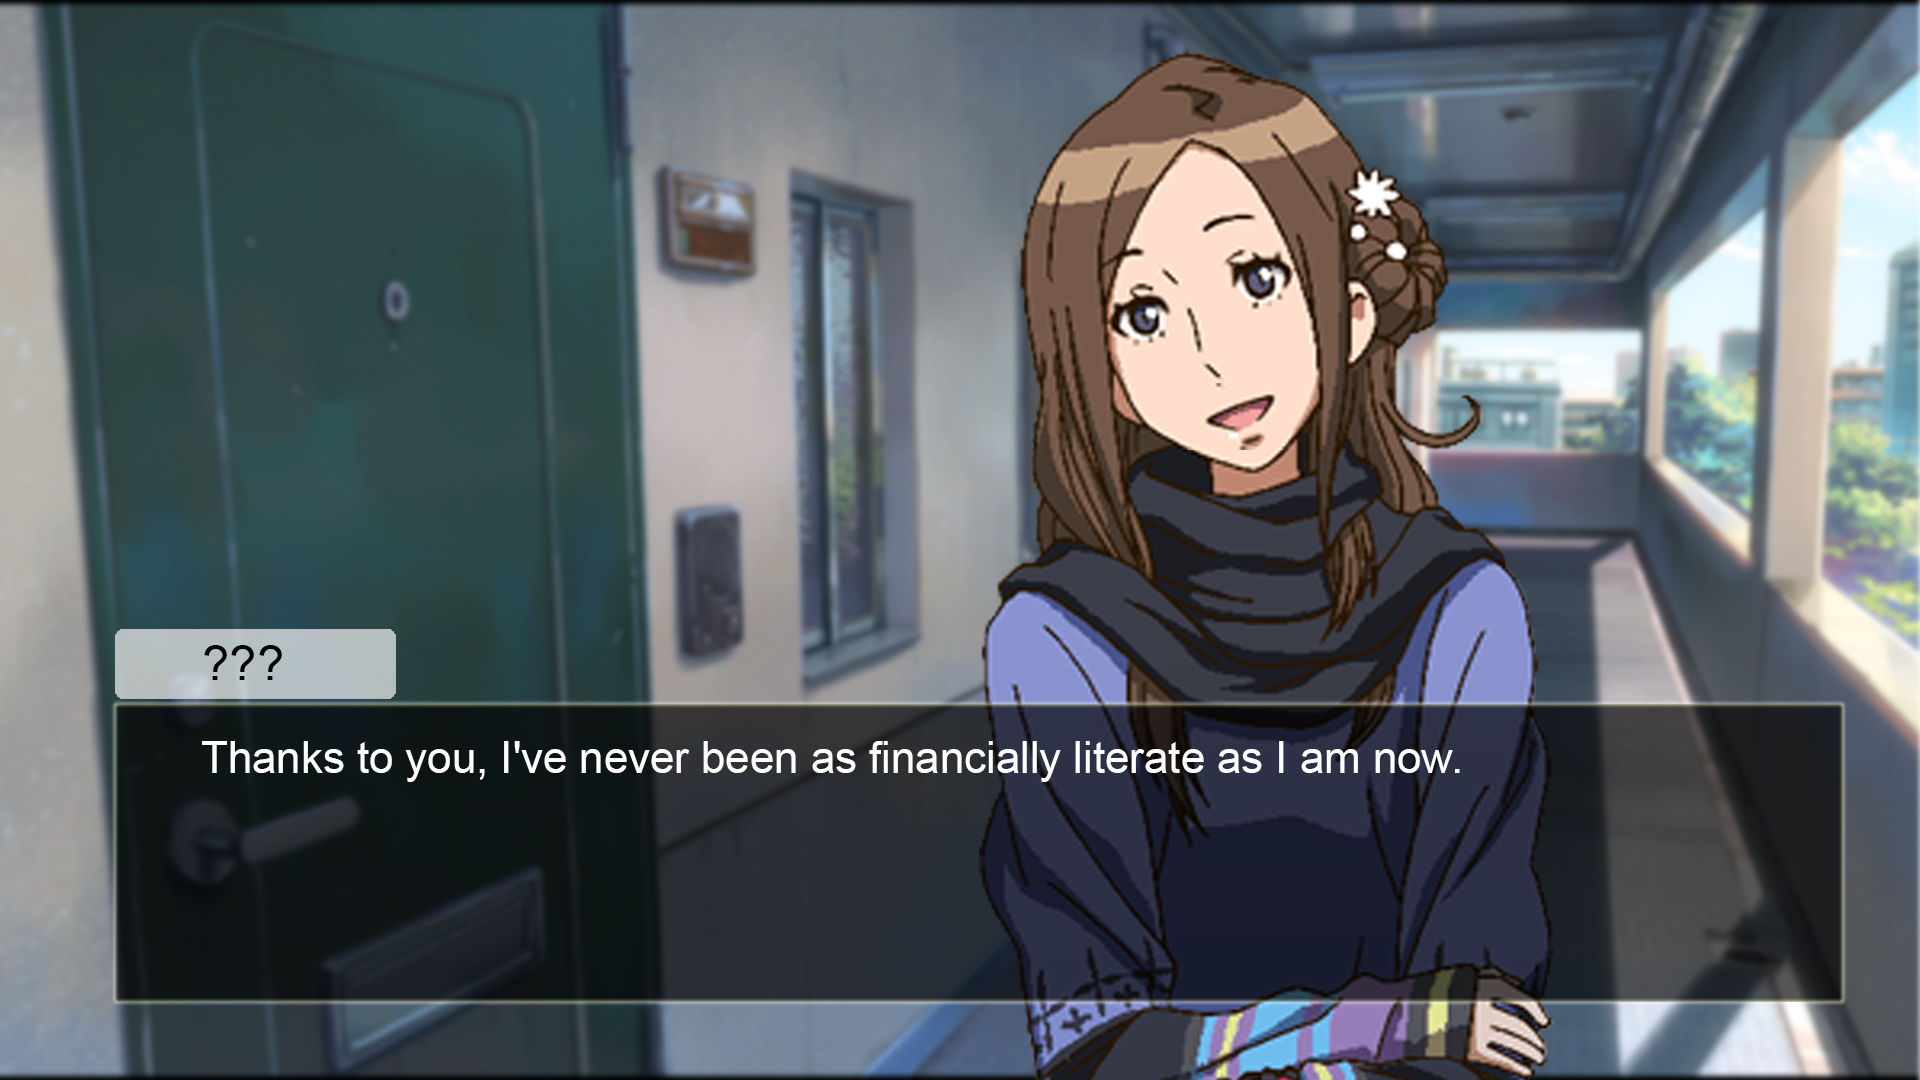 ???
Thanks to you, I've never been as financially literate as I am now.